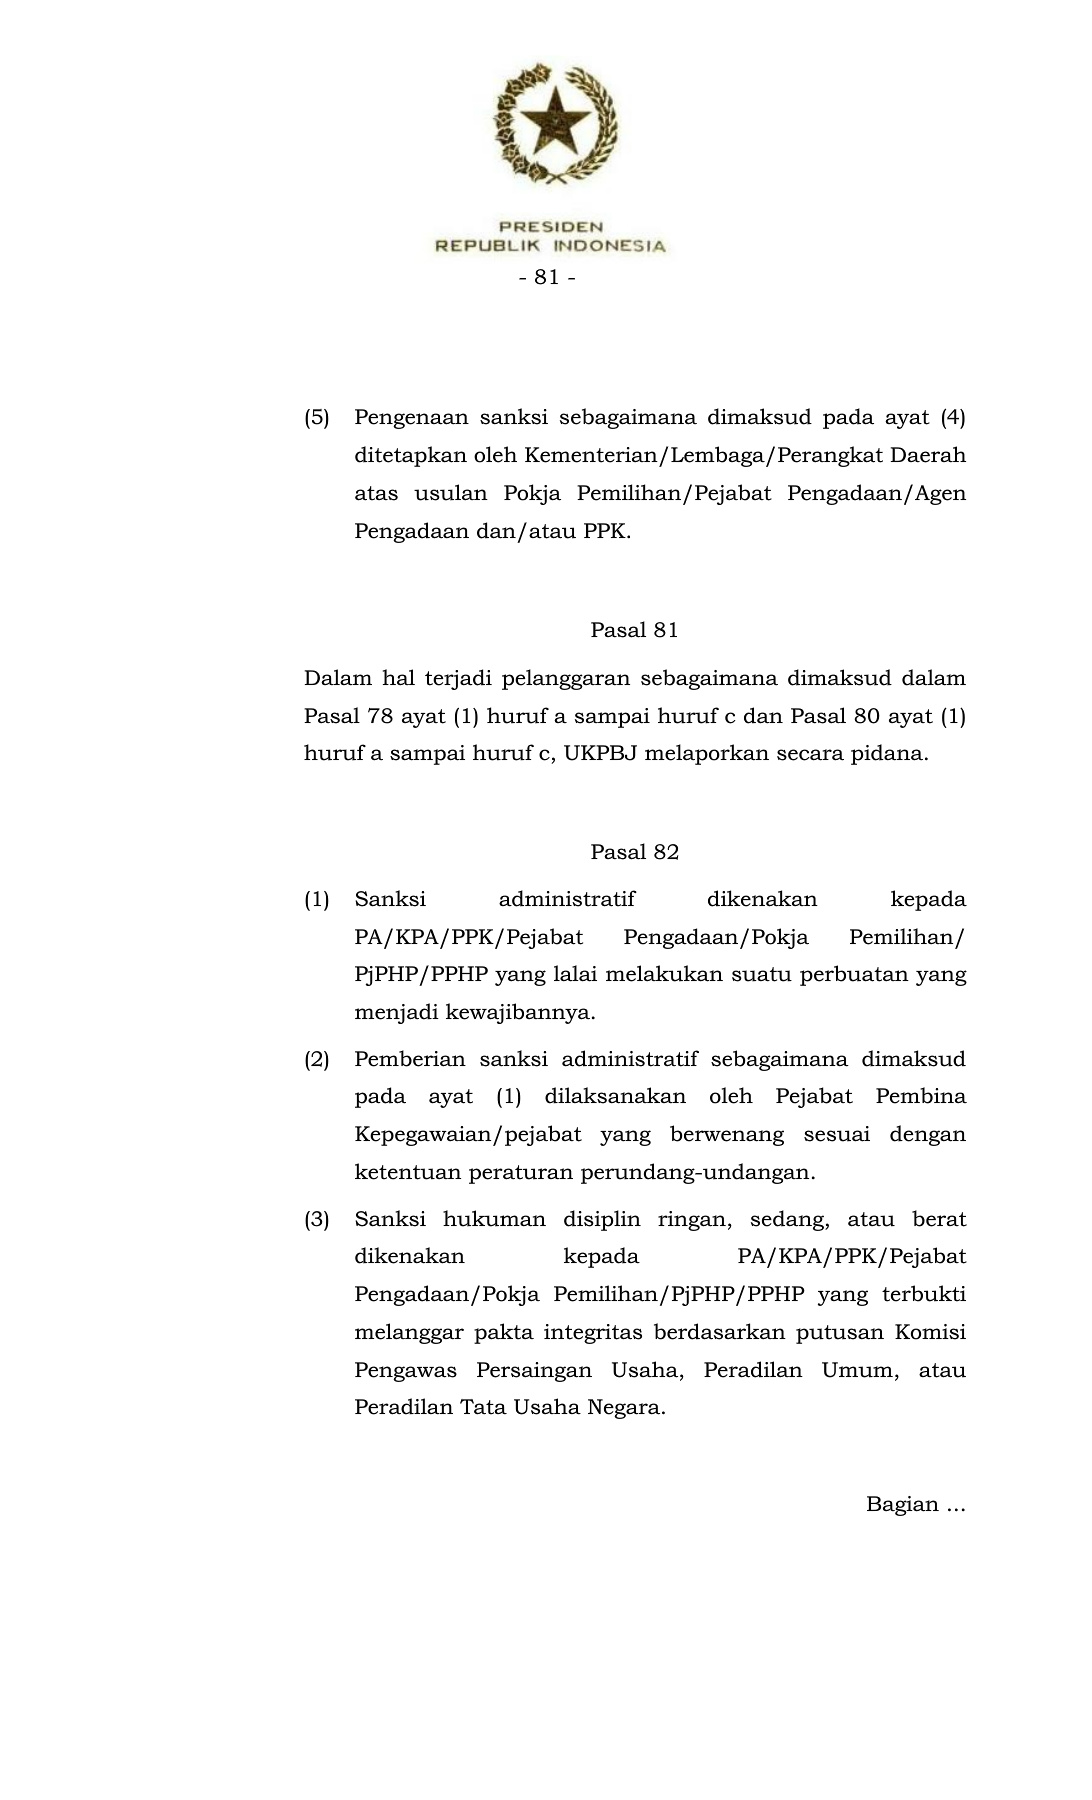 PRESIDEN
REPUBLIK INDONESIA
- 81 -
(5) Pengenaan sanksi sebagaimana dimaksud pada ayat (4)
ditetapkan oleh Kementerian/Lembaga/Perangkat Daerah
atas usulan Pokja Pemilihan/Pejabat Pengadaan/Agen
Pengadaan dan/atau PPK.
Pasal 81
Dalam hal terjadi pelanggaran sebagaimana dimaksud dalam
Pasal 78 ayat (1) huruf a sampai huruf c dan Pasal 80 ayat (1)
huruf a sampai huruf c, UKPBJ melaporkan secara pidana.
Pasal 82
(1) Sanksi administratif dikenakan kepada
PA/KPA/PPK/Pejabat Pengadaan/Pokja Pemilihan/
PjPHP/PPHP yang lalai melakukan suatu perbuatan yang
menjadi kewajibannya.
(2) Pemberian sanksi administratif sebagaimana dimaksud
pada ayat (1) dilaksanakan oleh Pejabat Pembina
Kepegawaian/pejabat yang berwenang sesuai dengan
ketentuan peraturan perundang-undangan.
(3) Sanksi hukuman disiplin ringan, sedang, atau berat
dikenakan kepada PA/KPA/PPK/Pejabat
Pengadaan/Pokja Pemilihan/PjPHP/PPHP yang terbukti
melanggar pakta integritas berdasarkan putusan Komisi
Pengawas Persaingan Usaha, Peradilan Umum, atau
Peradilan Tata Usaha Negara.
Bagian ...